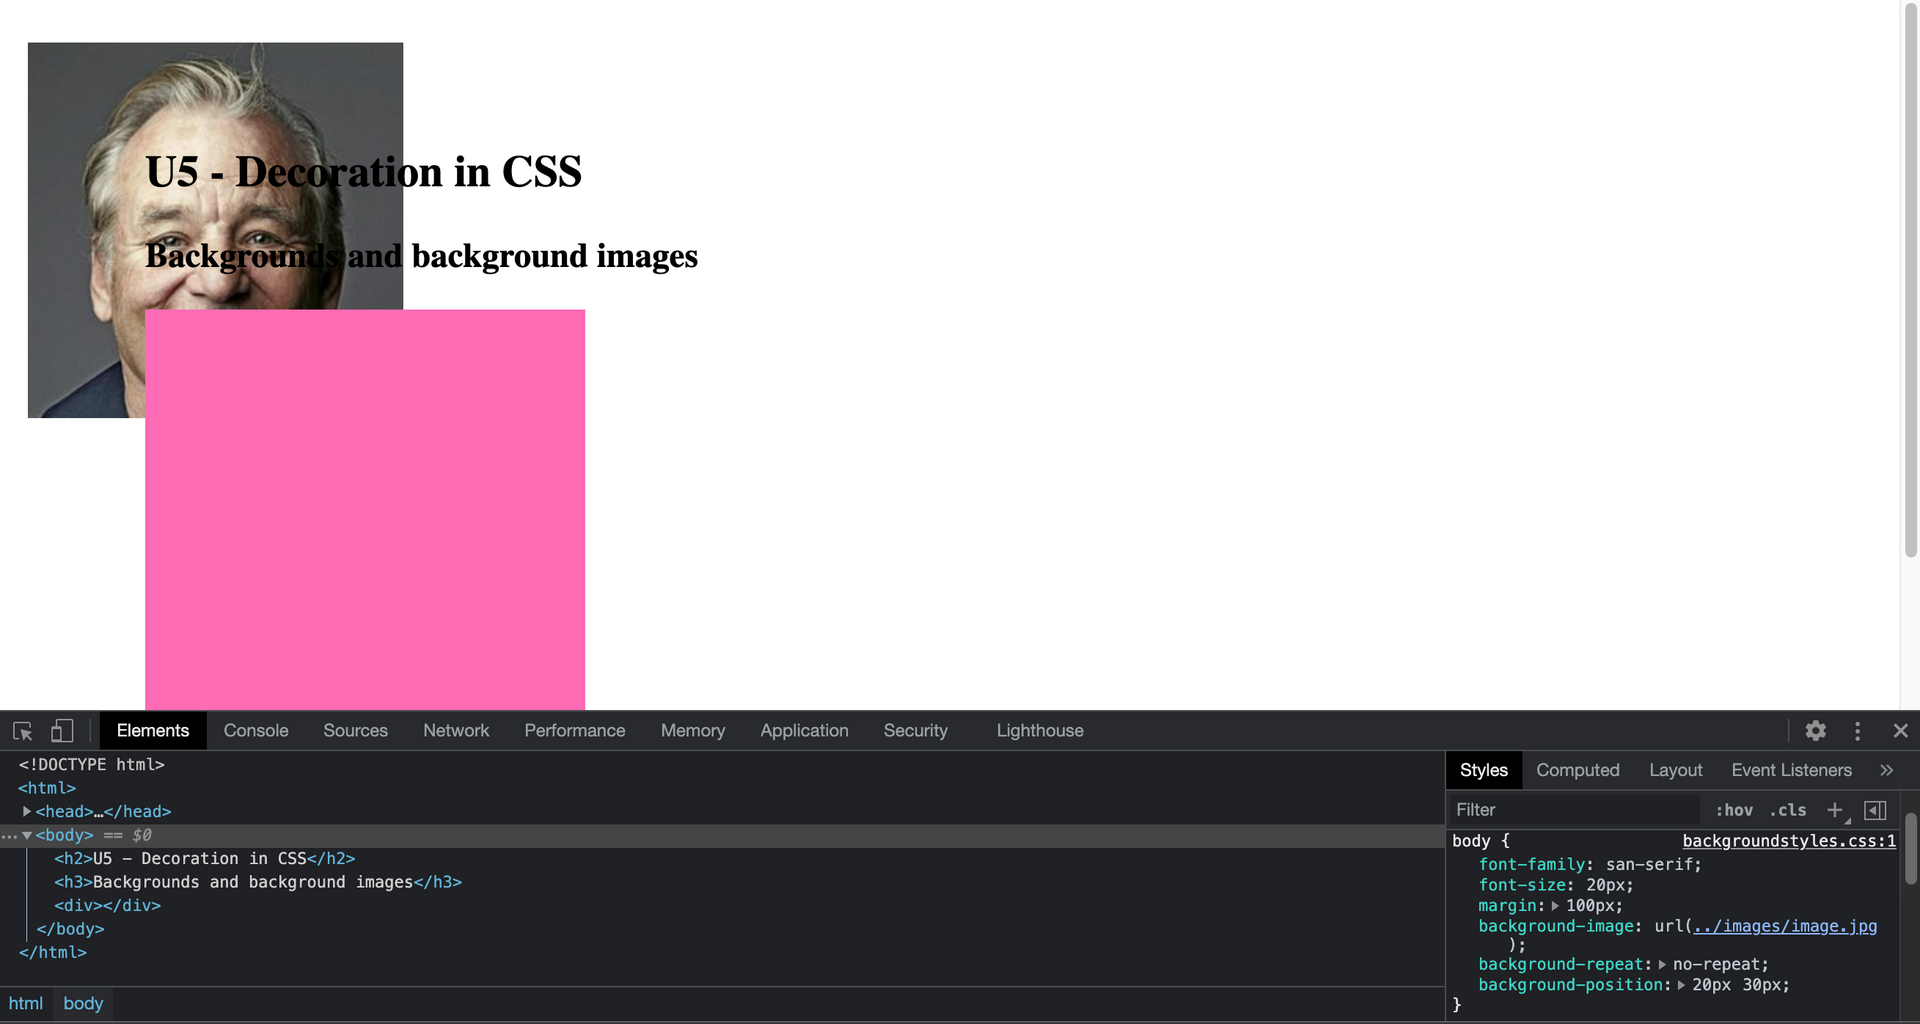 U5 - Decoration in CSS
Backgrounds and background images
Elements Console Sources Network Performance Memory Application Security Lighthouse
<!DOCTYPE html>
<html>
<head>…</head>
<body> == $0
<h2>U5 – Decoration in CSS</h2>
<h3>Backgrounds and background images</h3>
<div></div>
</body>
</html>
html body
Styles Computed Layout Event Listeners »
Filter :hov .cls +
body { backgroundstyles.css:1
font-family: san-serif;
font-size: 20px;
margin: 100px;
background-image: url(../images/image.jpg
);
background-repeat: no-repeat;
background-position: 20px 30px;
}